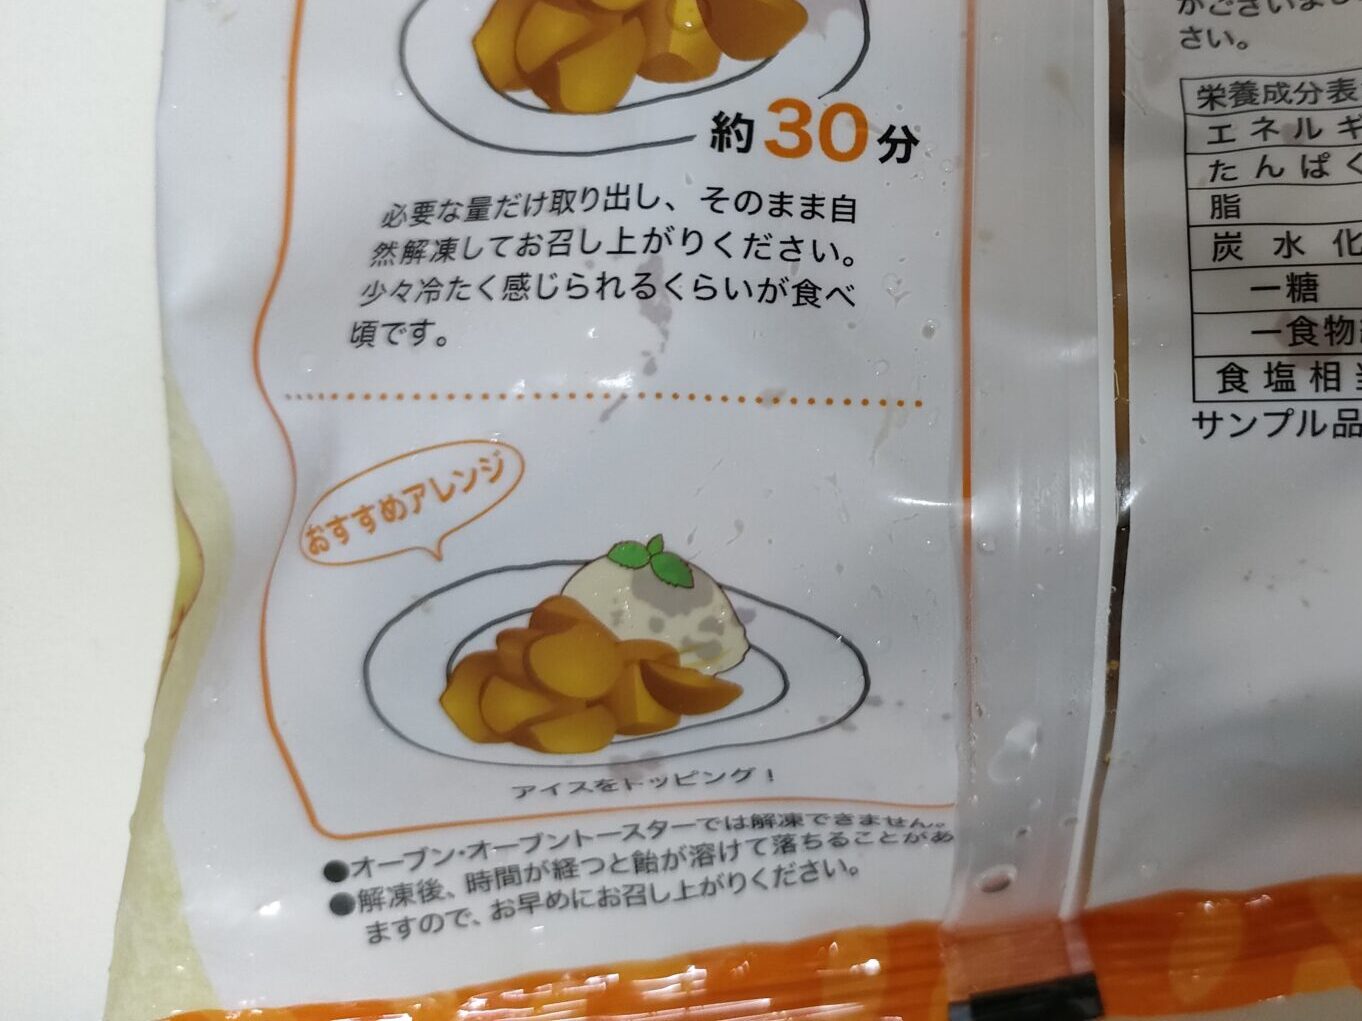 約30分
必要な量だけ取り出し、そのまま自
然解凍してお召し上がりください。
少々冷たく感じられるくらいが食べ
頃です。
おすすめアレンジ
アイスをトッピング！
●オーブン・オーブントースターでは解凍できません。
●解凍後、時間が経つと飴が溶けて落ちることがあ
ますので、お早めにお召し上がりください。
さい。
栄養成分表
エネルギ
たんぱく
脂
炭水化
－糖
－食物
食塩相
サンプル品